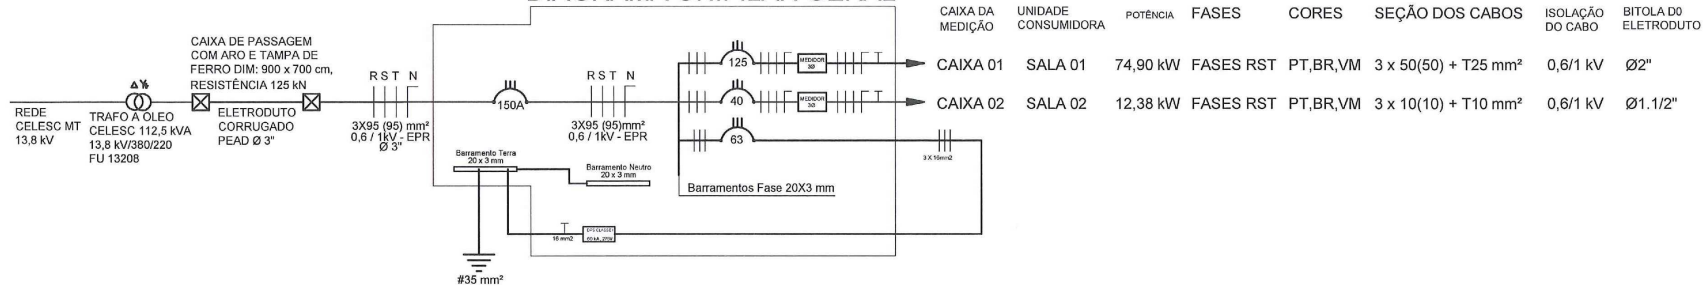 DIAGRAMA UNIFILAR GERAL
CAIXA DA MEDIÇÃO
UNIDADE CONSUMIDORA
POTÊNCIA
FASES
CORES
SEÇÃO DOS CABOS
ISOLAÇÃO DO CABO
BITOLA DO ELETRODUTO
CAIXA 01 SALA 01 74,90 kW FASES RST PT,BR,VM 3 x 50(50) + T25 mm² 0,6/1 kV Ø2"
CAIXA 02 SALA 02 12,38 kW FASES RST PT,BR,VM 3 x 10(10) + T10 mm² 0,6/1 kV Ø1.1/2"
CAIXA DE PASSAGEM
COM ARO E TAMPA DE
FERRO DIM: 900 x 700 cm,
RESISTÊNCIA 125 kN
REDE
CELESC MT
13,8 kV
TRAFO A ÓLEO
CELESC 112,5 kVA
13,8 kV/380/220
FU 13208
ELETRODUTO
CORRUGADO
PEAD Ø 3"
R S T N
3X95 (95) mm²
0,6 / 1kV - EPR
Ø 3"
150A
R S T N
3X95 (95)mm²
0,6 / 1kV - EPR
125
MEDIDOR
3Ø
T
40
MEDIDOR
3Ø
T
63
3 X 16mm2
Barramento Terra
20 x 3 mm
Barramento Neutro
20 x 3 mm
Barramentos Fase 20X3 mm
T
16 mm2
#35 mm²